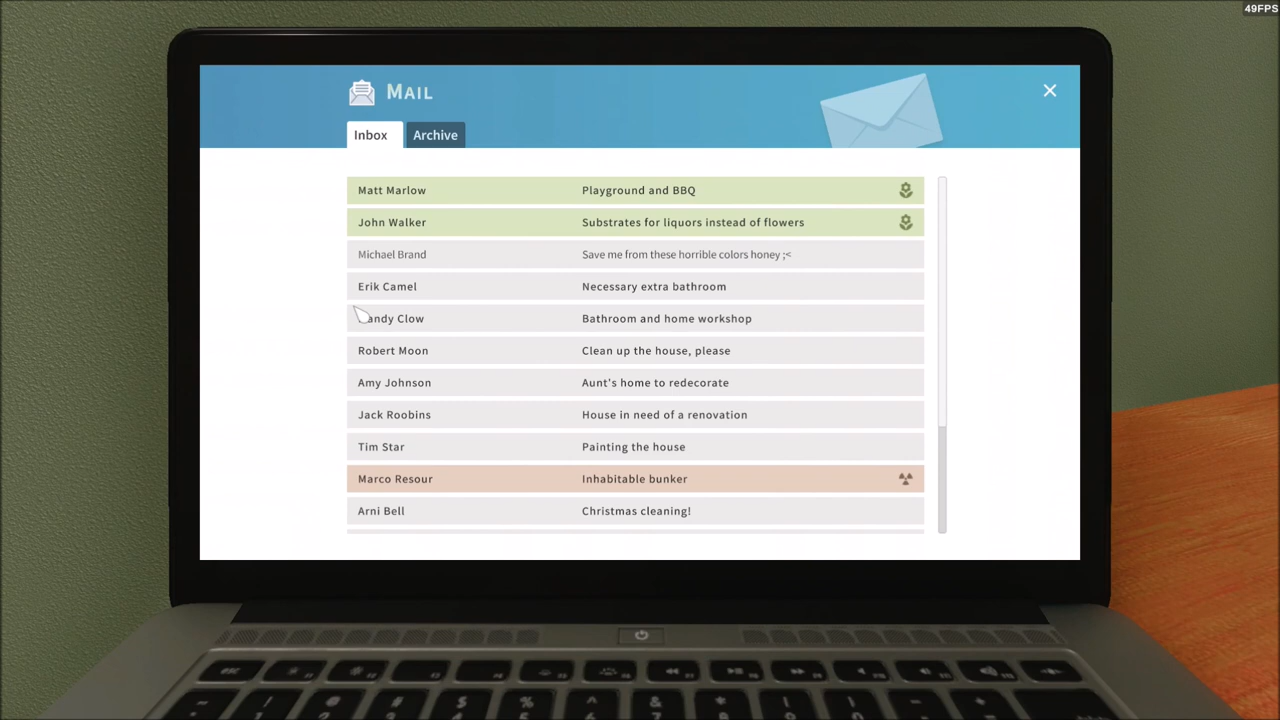 49FPS
MAIL
Inbox Archive
Matt Marlow Playground and BBQ
John Walker Substrates for liquors instead of flowers
Michael Brand Save me from these horrible colors honey ;<
Erik Camel Necessary extra bathroom
andy Clow Bathroom and home workshop
Robert Moon Clean up the house, please
Amy Johnson Aunt's home to redecorate
Jack Roobins House in need of a renovation
Tim Star Painting the house
Marco Resour Inhabitable bunker
Arni Bell Christmas cleaning!